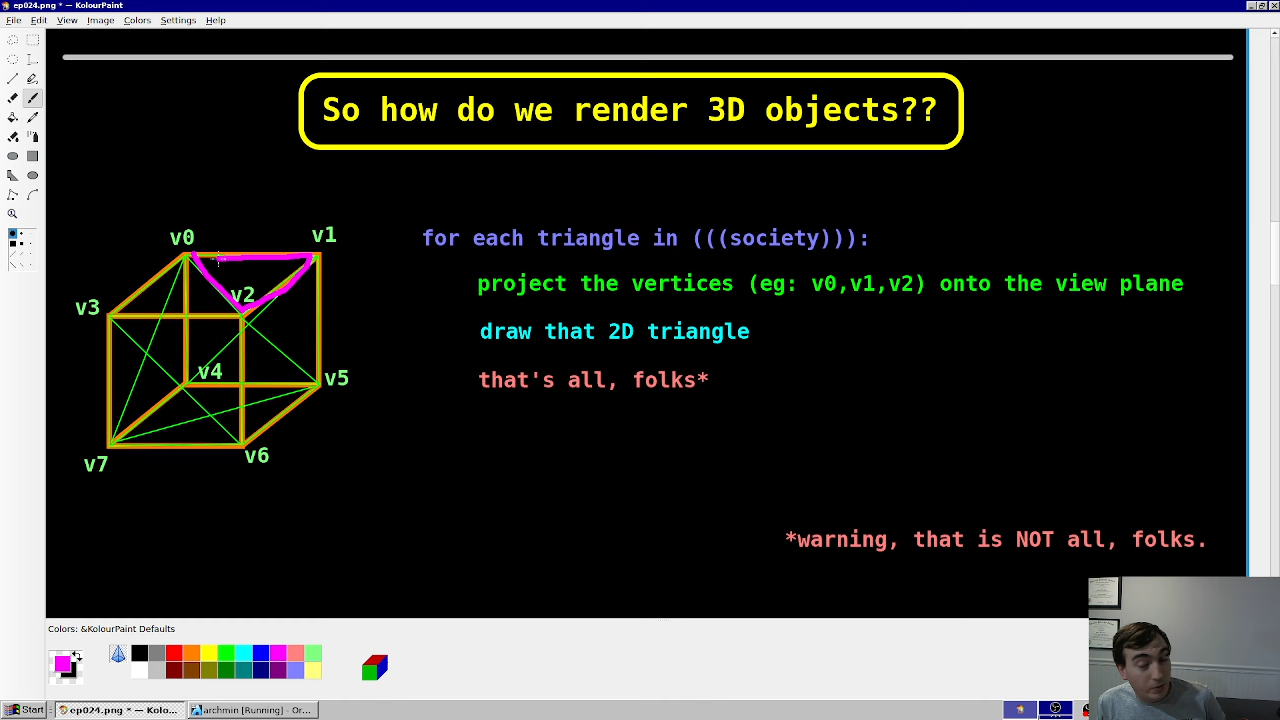 ep024.png * — KolourPaint
File Edit View Image Colors Settings Help
So how do we render 3D objects??
v0 v1
for each triangle in (((society))):
v3 v2
project the vertices (eg: v0,v1,v2) onto the view plane
draw that 2D triangle
v4 v5
that's all, folks*
v7 v6
*warning, that is NOT all, folks.
Colors: &KolourPaint Defaults
Start ep024.png * — Kolo... archmin [Running] - Or...